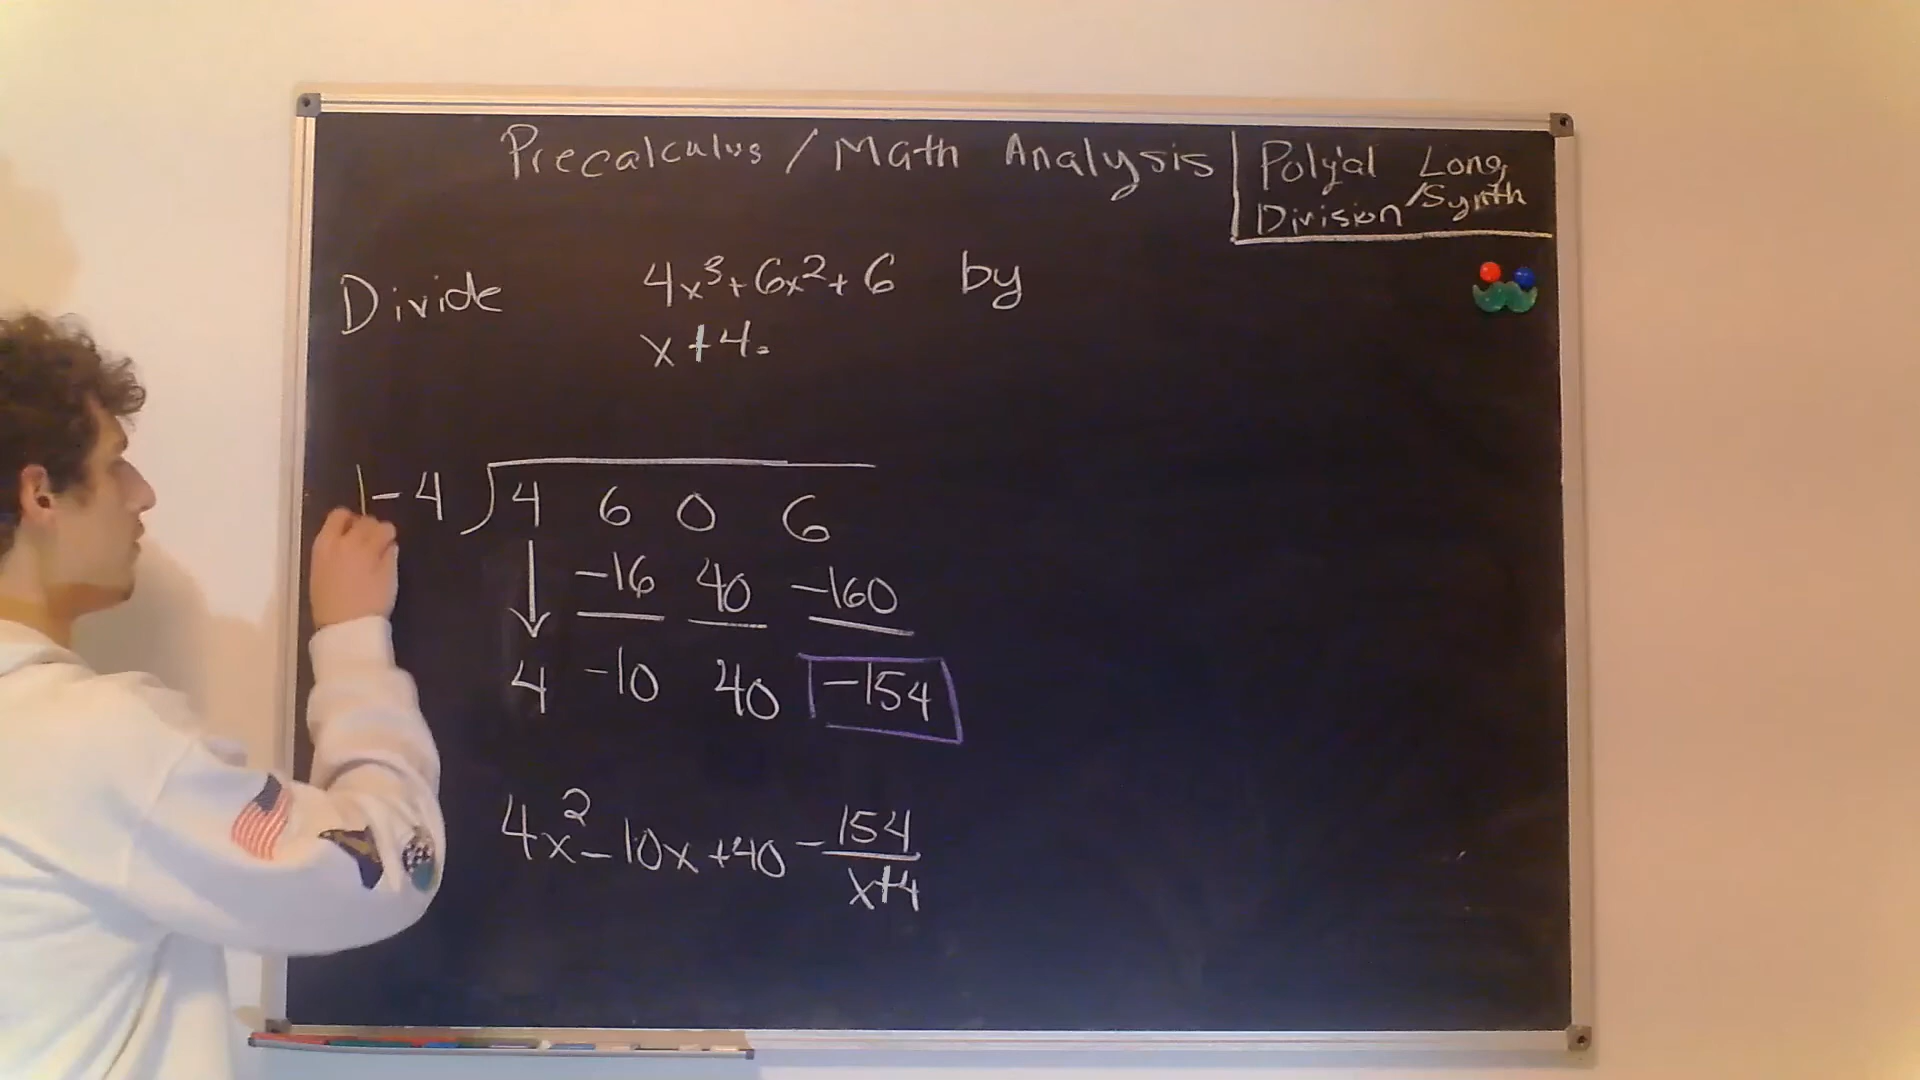 Precalculus / Math Analysis
Poly'al Long
Division /Synth
Divide 4x³+6x²+6 by
x+4.
-4 4 6 0 6
-16 40 -160
4 -10 40 -154
4x²-10x+40 - 154
x+4